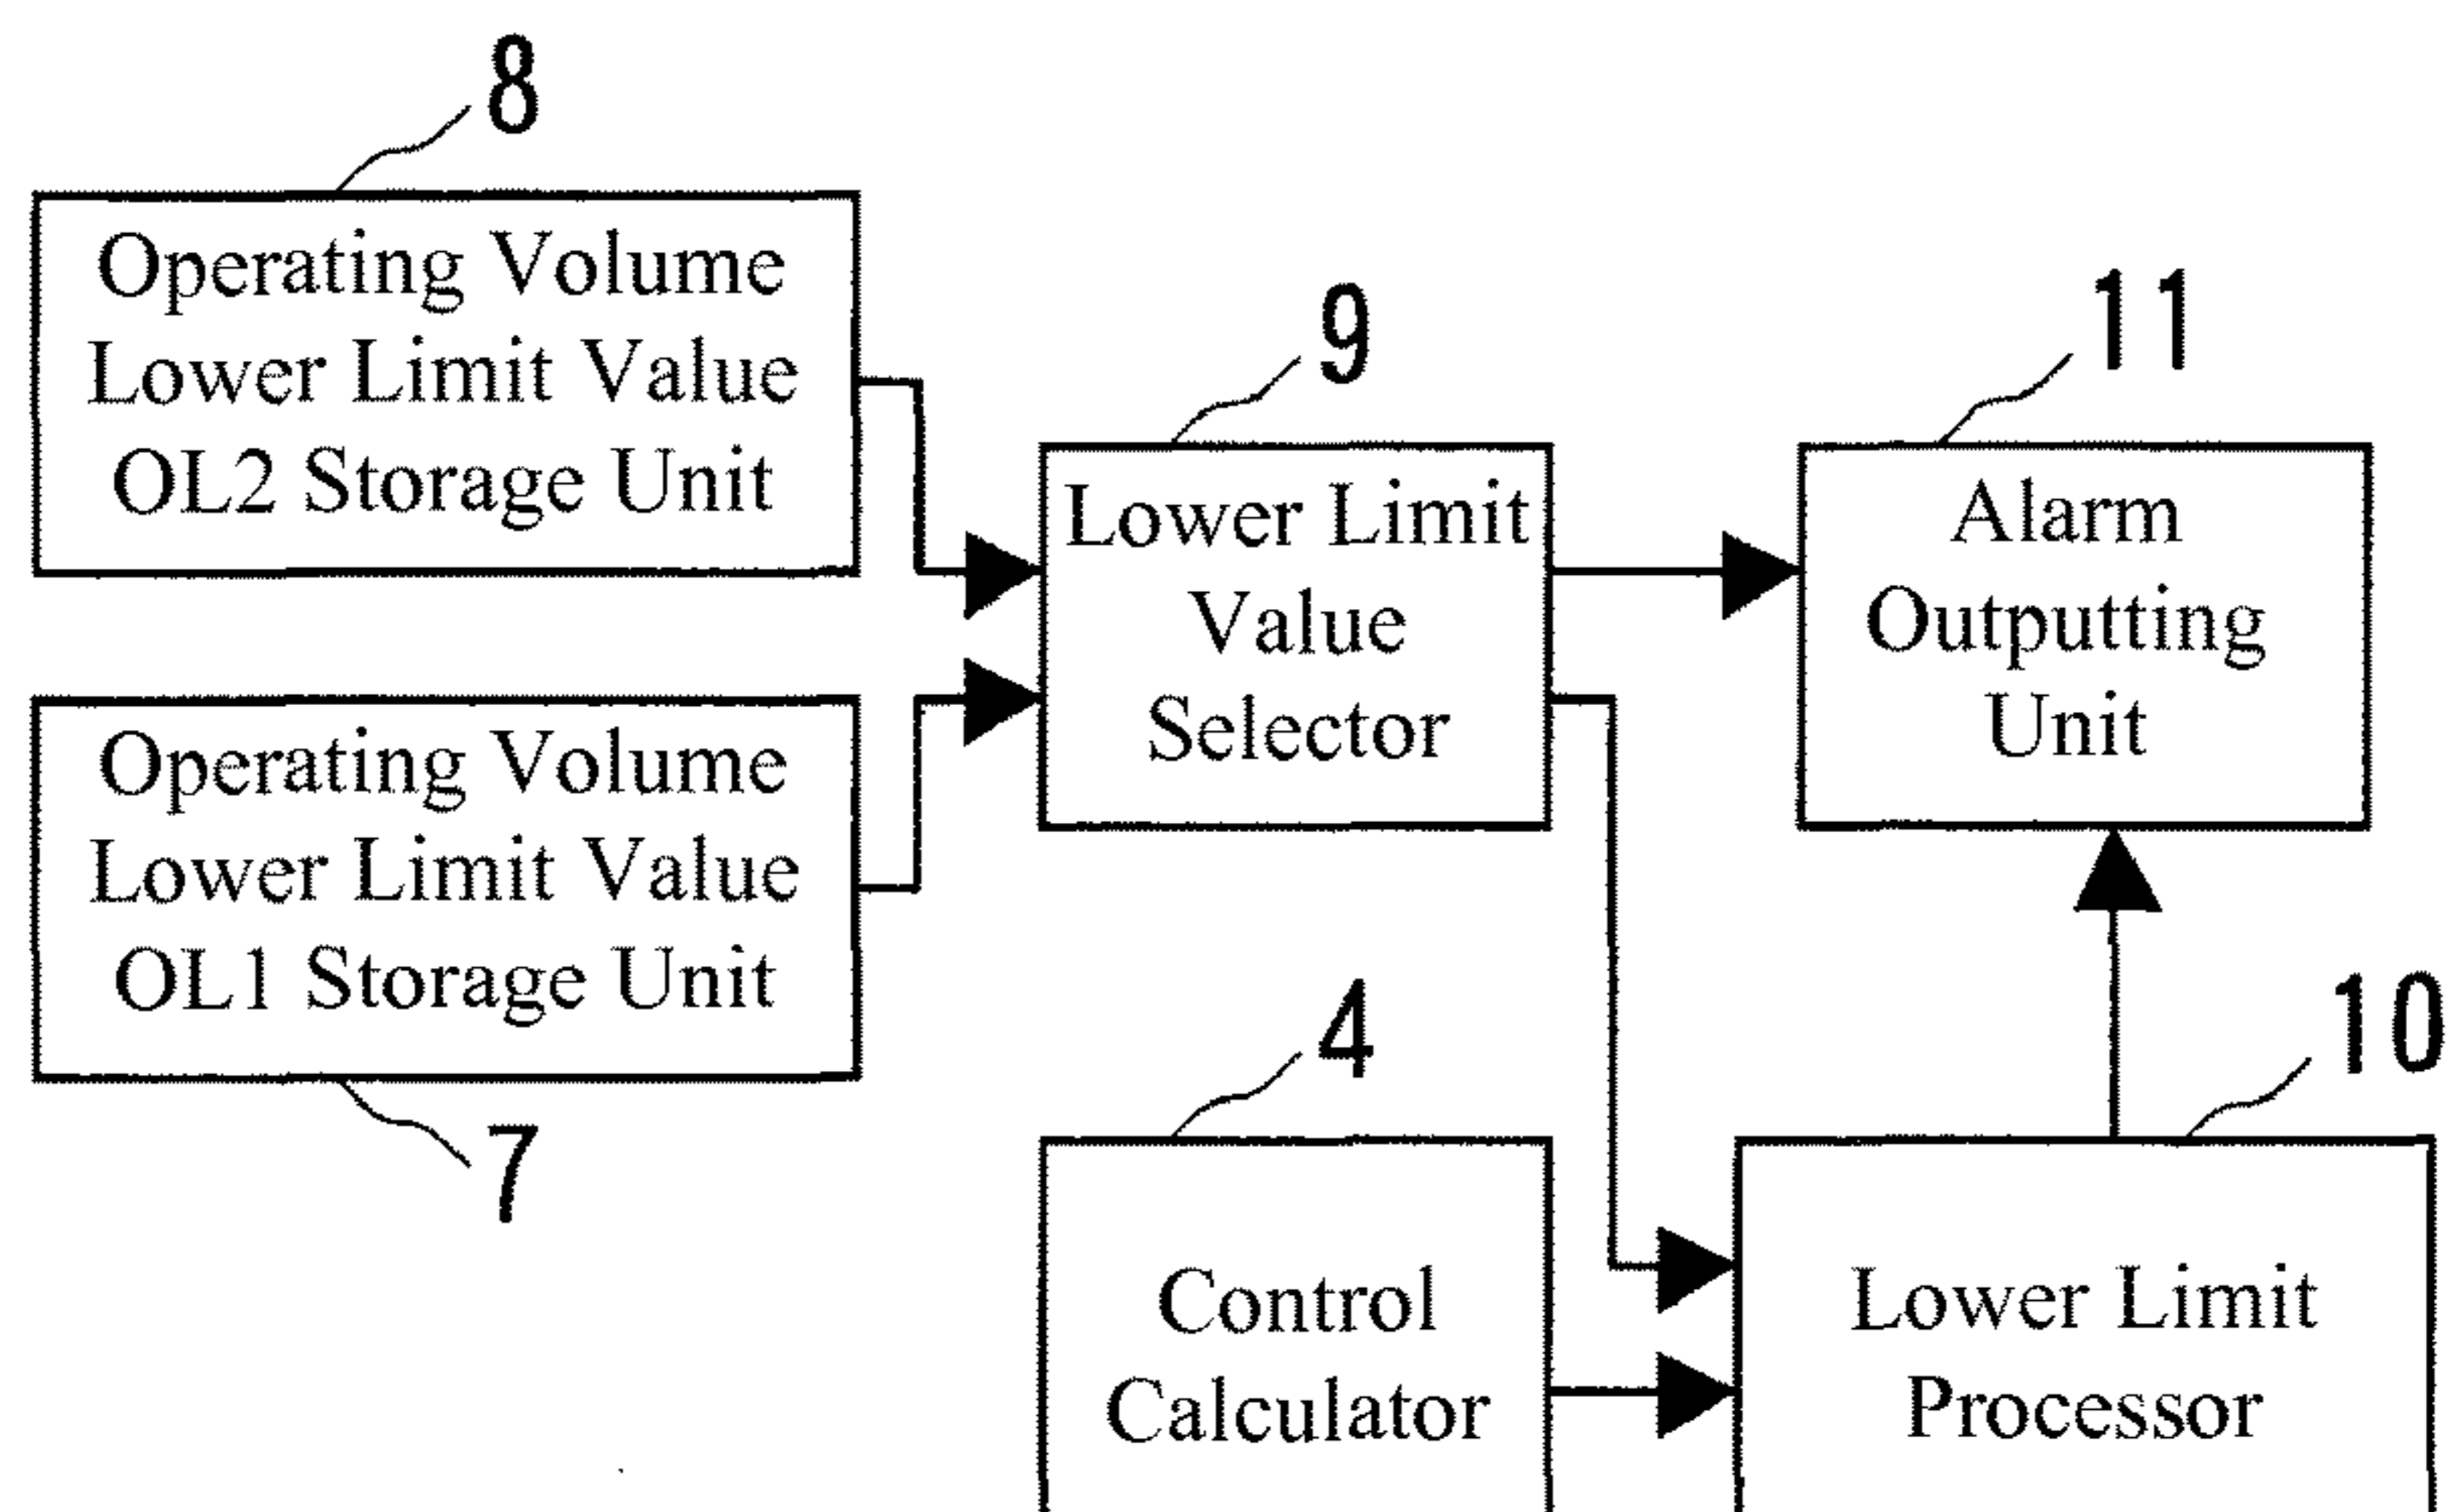 8
Operating Volume
Lower Limit Value
OL2 Storage Unit
9
Lower Limit
Value
Selector
11
Alarm
Outputting
Unit
Operating Volume
Lower Limit Value
OL1 Storage Unit
7
4
Control
Calculator
10
Lower Limit
Processor